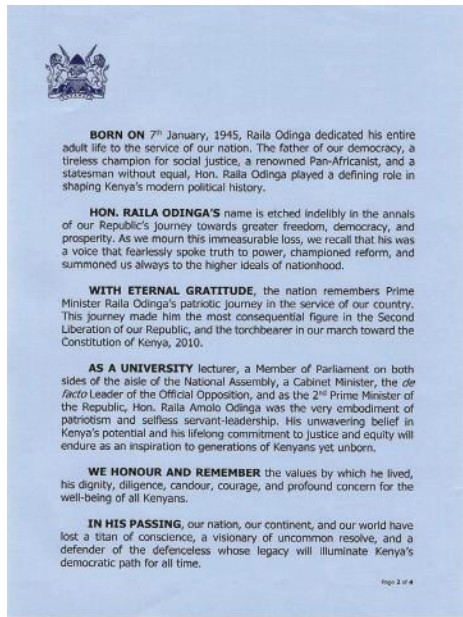 BORN ON 7th January, 1945, Raila Odinga dedicated his entire
adult life to the service of our nation. The father of our democracy, a
tireless champion for social justice, a renowned Pan-Africanist, and a
statesman without equal, Hon. Raila Odinga played a defining role in
shaping Kenya's modern political history.
HON. RAILA ODINGA'S name is etched indelibly in the annals
of our Republic's journey towards greater freedom, democracy, and
prosperity. As we mourn this immeasurable loss, we recall that his was
a voice that fearlessly spoke truth to power, championed reform, and
summoned us always to the higher ideals of nationhood.
WITH ETERNAL GRATITUDE, the nation remembers Prime
Minister Raila Odinga's patriotic journey in the service of our country.
This journey made him the most consequential figure in the Second
Liberation of our Republic, and the torchbearer in our march toward the
Constitution of Kenya, 2010.
AS A UNIVERSITY lecturer, a Member of Parliament on both
sides of the aisle of the National Assembly, a Cabinet Minister, the de
facto Leader of the Official Opposition, and as the 2nd Prime Minister of
the Republic, Hon. Raila Amolo Odinga was the very embodiment of
patriotism and selfless servant-leadership. His unwavering belief in
Kenya's potential and his lifelong commitment to justice and equity will
endure as an inspiration to generations of Kenyans yet unborn.
WE HONOUR AND REMEMBER the values by which he lived,
his dignity, diligence, candour, courage, and profound concern for the
well-being of all Kenyans.
IN HIS PASSING, our nation, our continent, and our world have
lost a titan of conscience, a visionary of uncommon resolve, and a
defender of the defenceless whose legacy will illuminate Kenya's
democratic path for all time.
Page 2 of 4